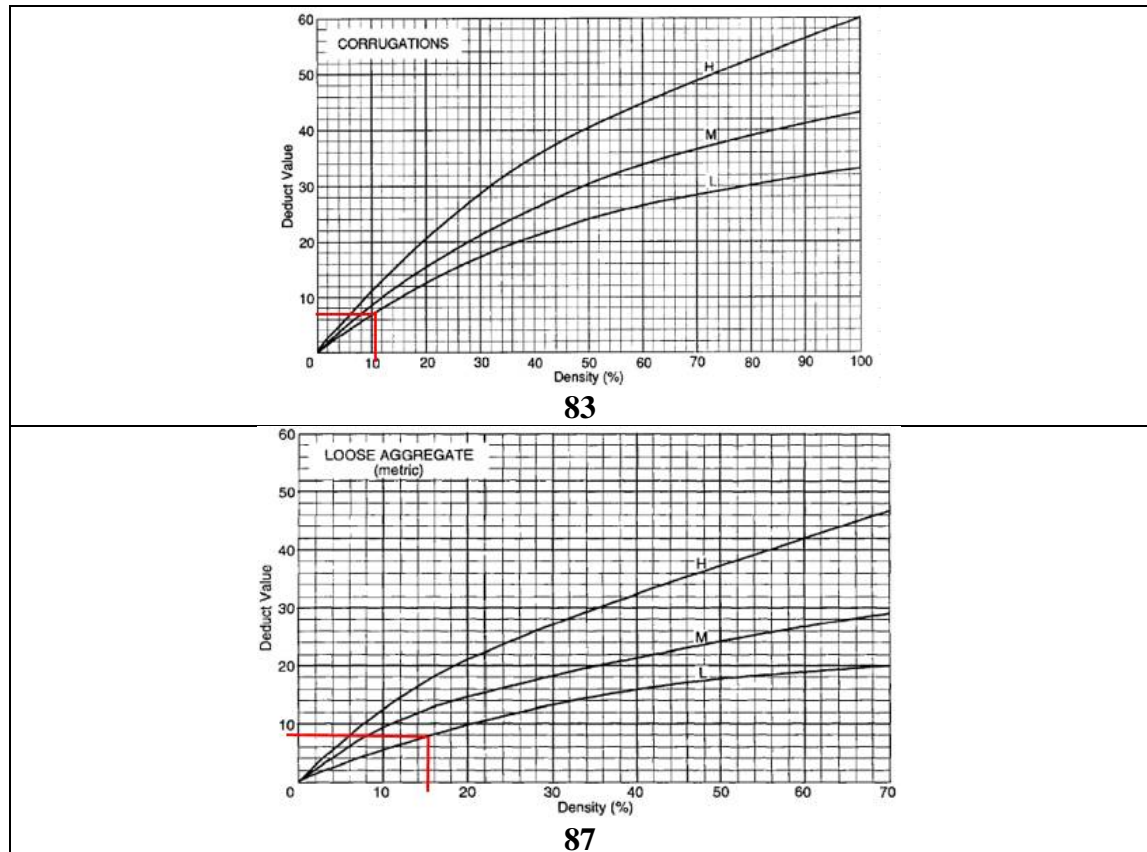 60
CORRUGATIONS
50
H
40
M
Deduct Value
30
L
20
10
0 10 20 30 40 50 60 70 80 90 100
Density (%)
83
60
LOOSE AGGREGATE
(metric)
50
40
H
Deduct Value
30
M
20
L
10
0 10 20 30 40 50 60 70
Density (%)
87